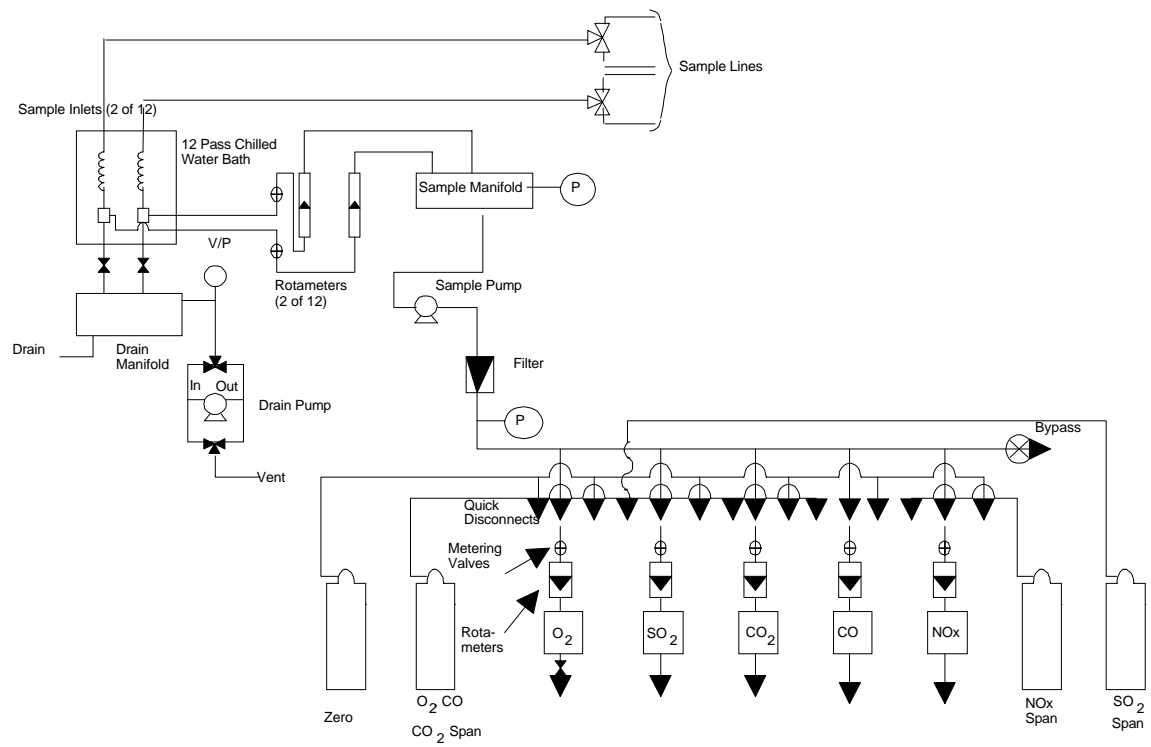 Sample Lines
Sample Inlets (2 of 12)
12 Pass Chilled
Water Bath
Sample Manifold
P
V/P
Rotameters
(2 of 12)
Sample Pump
Drain
Drain
Manifold
Filter
In Out
Drain Pump
P
Bypass
Vent
Quick
Disconnects
Metering
Valves
Rota-
meters
O2
SO2
CO2
CO
NOx
Zero
O2 CO
CO2 Span
NOx
Span
SO2
Span